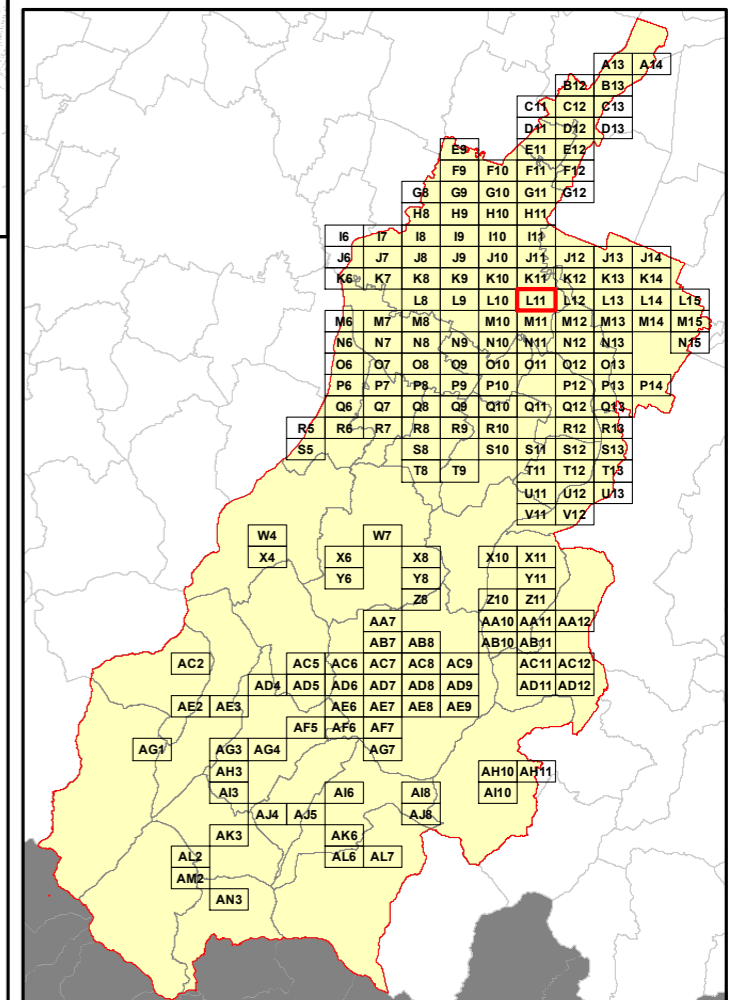 A13 A14
B12 B13
C11 C12 C13
D11 D12 D13
E9 E11 E12
F9 F10 F11 F12
G8 G9 G10 G11 G12
H8 H9 H10 H11
I6 I7 I8 I9 I10 I11
J6 J7 J8 J9 J10 J11 J12 J13 J14
K6 K7 K8 K9 K10 K11 K12 K13 K14
L8 L9 L10 L11 L12 L13 L14 L15
M6 M7 M8 M10 M11 M12 M13 M14 M15
N6 N7 N8 N9 N10 N11 N12 N13 N15
O6 O7 O8 O9 O10 O11 O12 O13
P6 P7 P8 P9 P10 P12 P13 P14
Q6 Q7 Q8 Q9 Q10 Q11 Q12 Q13
R5 R6 R7 R8 R9 R10 R12 R13
S5 S8 S10 S11 S12 S13
T8 T9 T11 T12 T13
U11 U12 U13
V11 V12
W4 W7
X4 X6 X8 X10 X11
Y6 Y8 Y11
Z8 Z10 Z11
AA7 AA10 AA11 AA12
AB7 AB8 AB10 AB11
AC2 AC5 AC6 AC7 AC8 AC9 AC11 AC12
AD4 AD5 AD6 AD7 AD8 AD9 AD11 AD12
AE2 AE3 AE6 AE7 AE8 AE9
AF5 AF6 AF7
AG1 AG3 AG4 AG7
AH3 AH10 AH11
AI3 AI6 AI8 AI10
AJ4 AJ5 AJ8
AK3 AK6
AL2 AL6 AL7
AM2
AN3